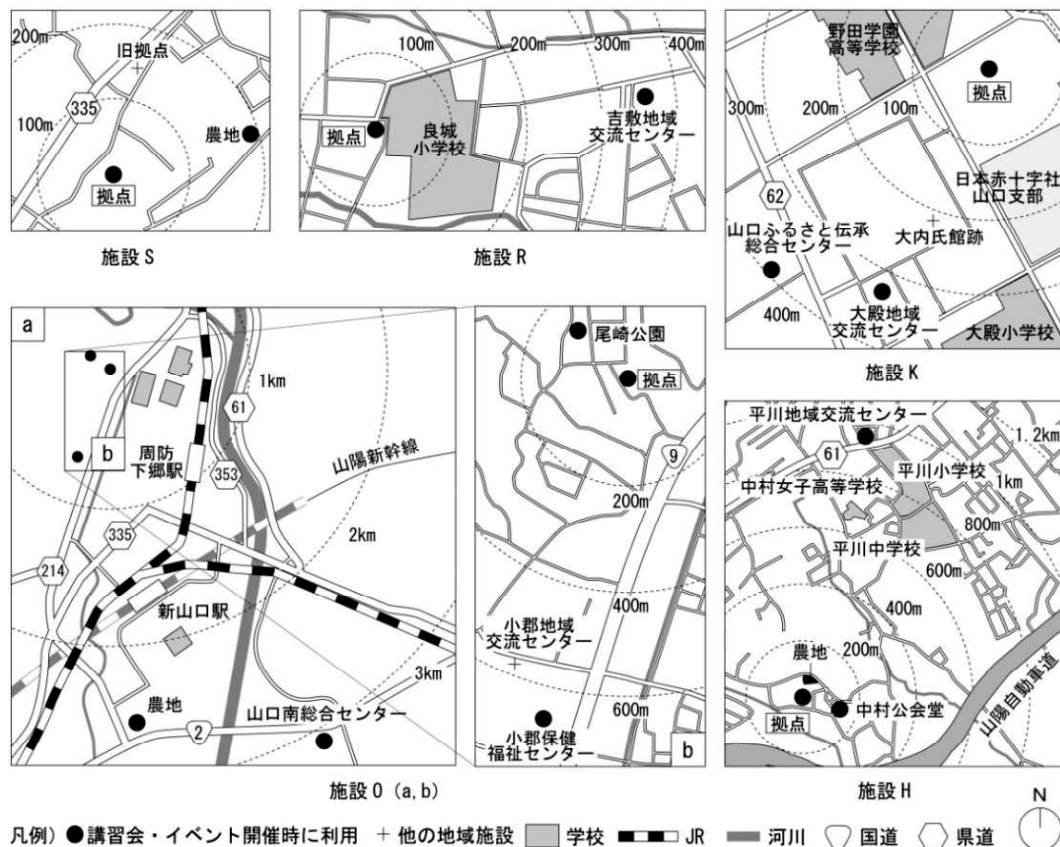 200m
旧拠点
335
100m
農地
拠点
施設 S
100m
200m
300m
400m
拠点
良城
小学校
吉敷地域
交流センター
施設 R
野田学園
高等学校
拠点
300m
200m
100m
62
日本赤十字社
山口支部
山口ふるさと伝承
総合センター
大内氏館跡
400m
大殿地域
交流センター
大殿小学校
施設 K
a
1km
61
b
周防
下郷駅
353
山陽新幹線
335
2km
214
新山口駅
3km
農地
2
山口南総合センター
尾崎公園
拠点
9
200m
400m
小郡地域
交流センター
600m
小郡保健
福祉センター
b
施設 O (a, b)
平川地域交流センター
61
1.2km
平川小学校
中村女子高等学校
1km
800m
平川中学校
600m
400m
農地
200m
拠点
中村公会堂
山陽自動車道
施設 H
凡例) ●講習会・イベント開催時に利用 +他の地域施設 学校 JR 河川 国道 県道
N